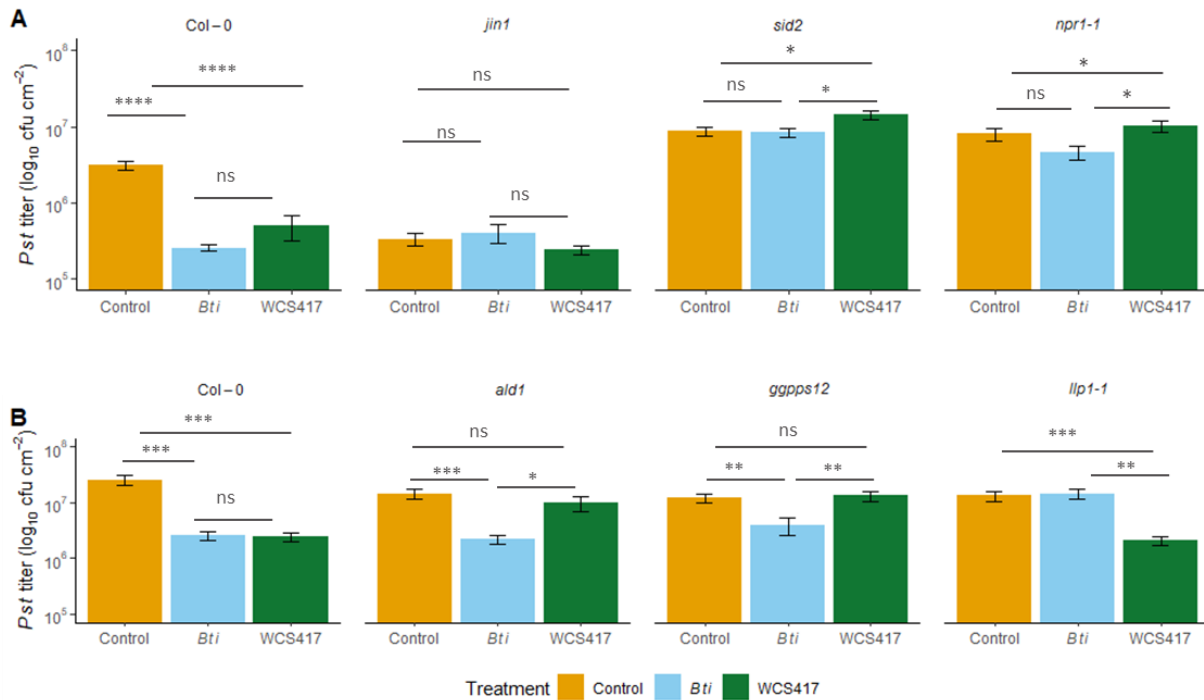 A
Col – 0
jin1
sid2
npr1-1
Pst titer (log10 cfu cm−2)
10^8
10^7
10^6
10^5
****
****
ns
ns
ns
ns
*
ns
*
*
ns
*
Control Bti WCS417
Control Bti WCS417
Control Bti WCS417
Control Bti WCS417
B
Col – 0
ald1
ggpps12
llp1-1
Pst titer (log10 cfu cm−2)
10^8
10^7
10^6
10^5
***
***
ns
ns
***
*
ns
**
**
***
**
Control Bti WCS417
Control Bti WCS417
Control Bti WCS417
Control Bti WCS417
Treatment Control Bti WCS417